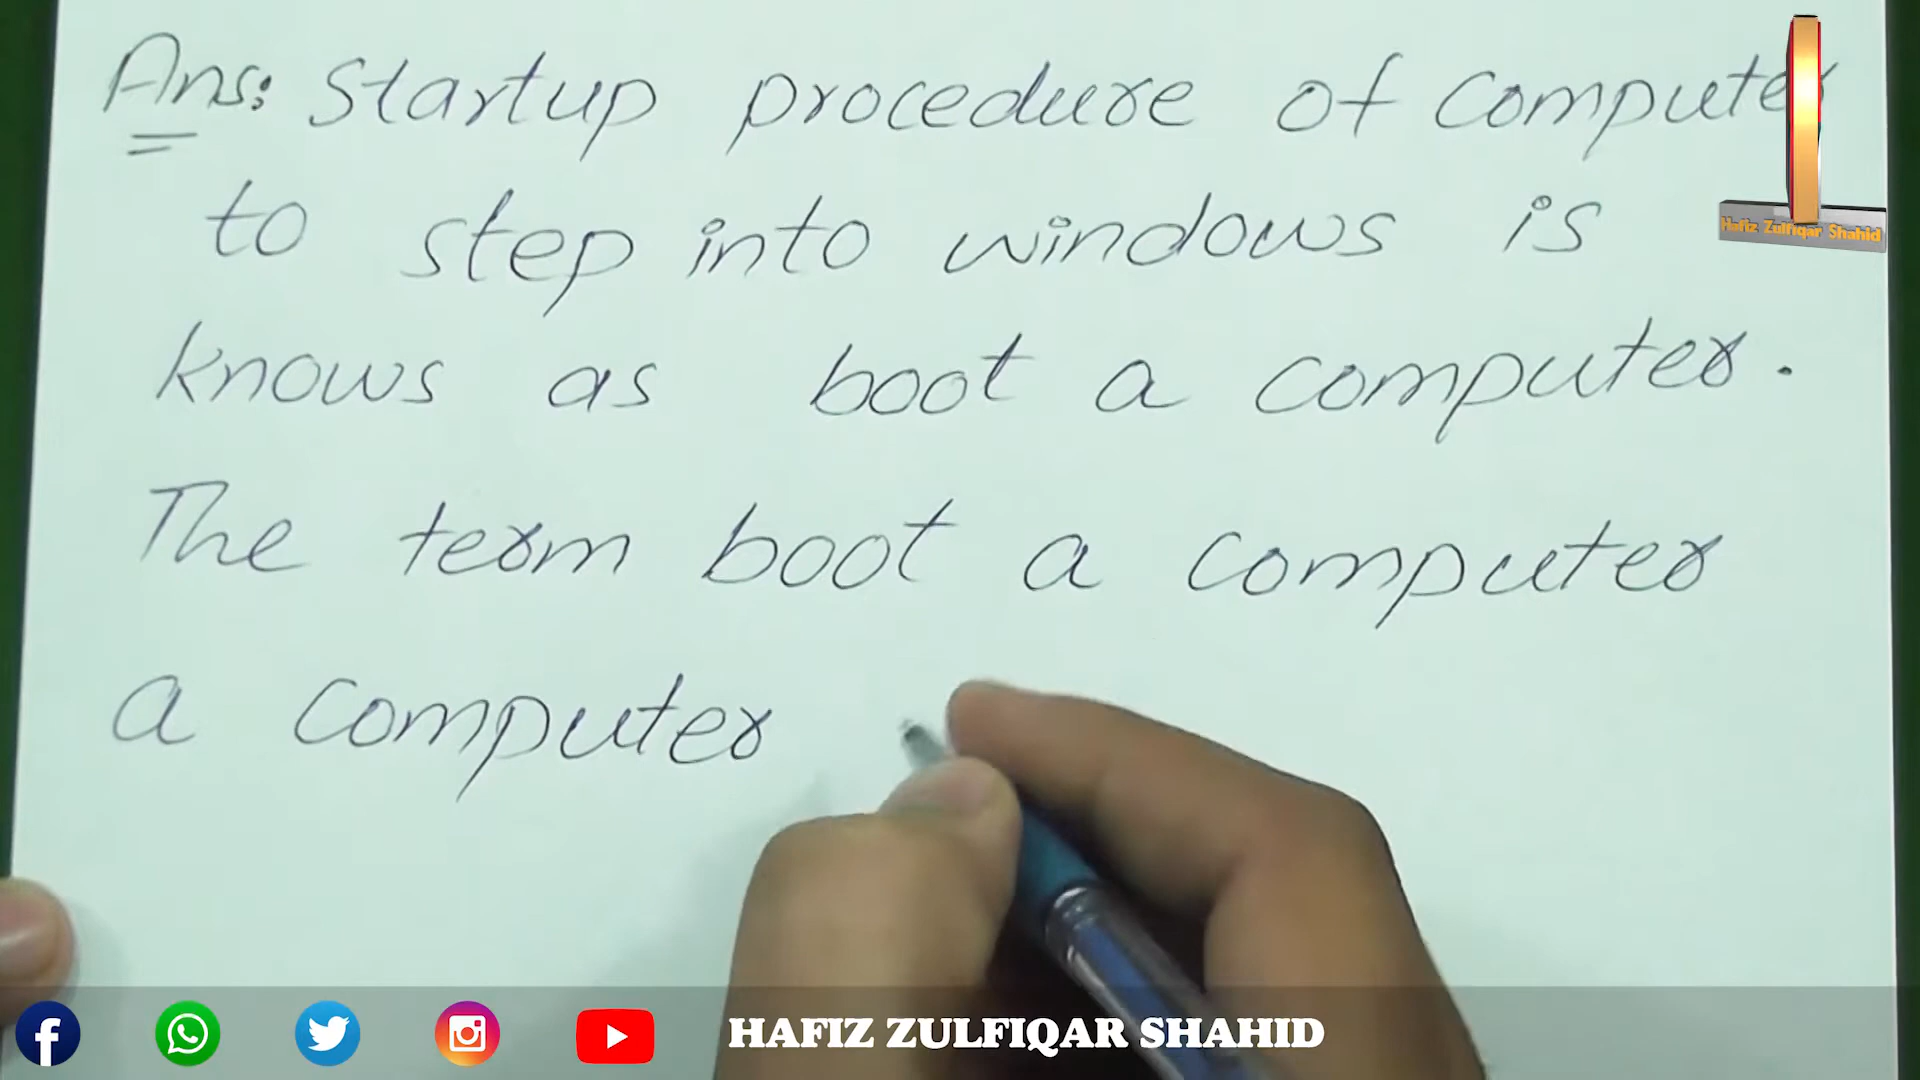 Ans: Startup procedure of Computer
to step into windows is
knows as boot a computer.
The term boot a computer
a computer
Hafiz Zulfiqar Shahid
HAFIZ ZULFIQAR SHAHID